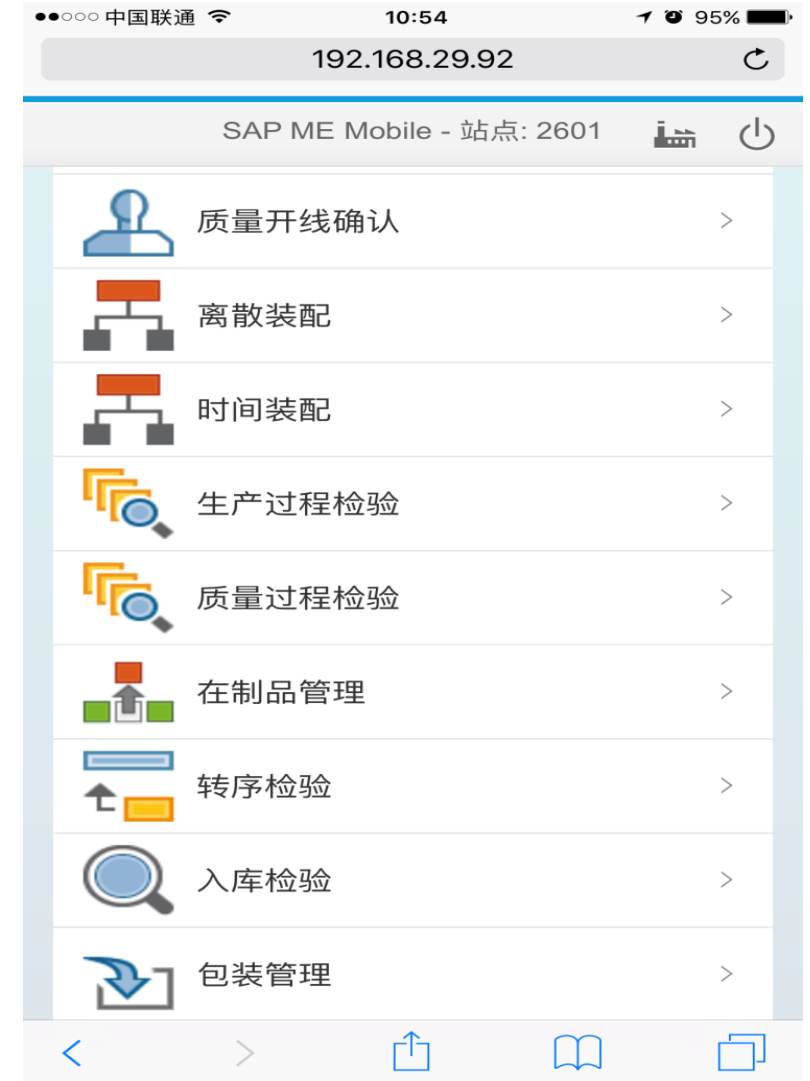 中国联通 10:54 95%
192.168.29.92
SAP ME Mobile - 站点: 2601
质量开线确认
离散装配
时间装配
生产过程检验
质量过程检验
在制品管理
转序检验
入库检验
包装管理